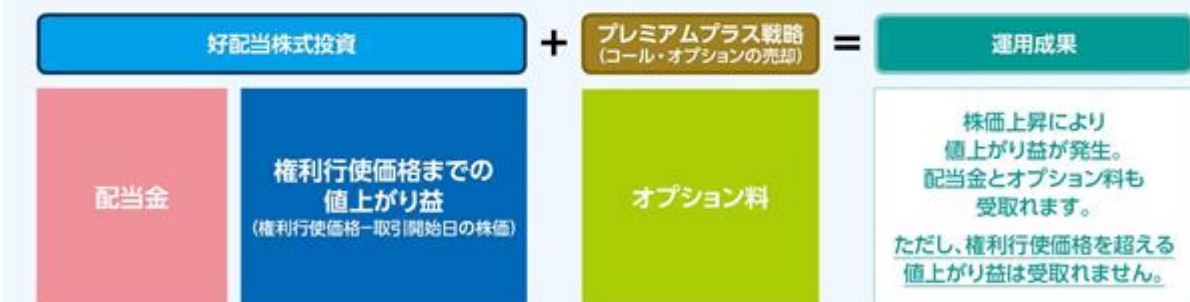 好配当株式投資
+
プレミアムプラス戦略
(コール・オプションの売却)
=
運用成果
配当金
権利行使価格までの
値上がり益
(権利行使価格ー取引開始日の株価)
オプション料
株価上昇により
値上がり益が発生。
配当金とオプション料も
受取れます。
ただし、権利行使価格を超える
値上がり益は受取れません。